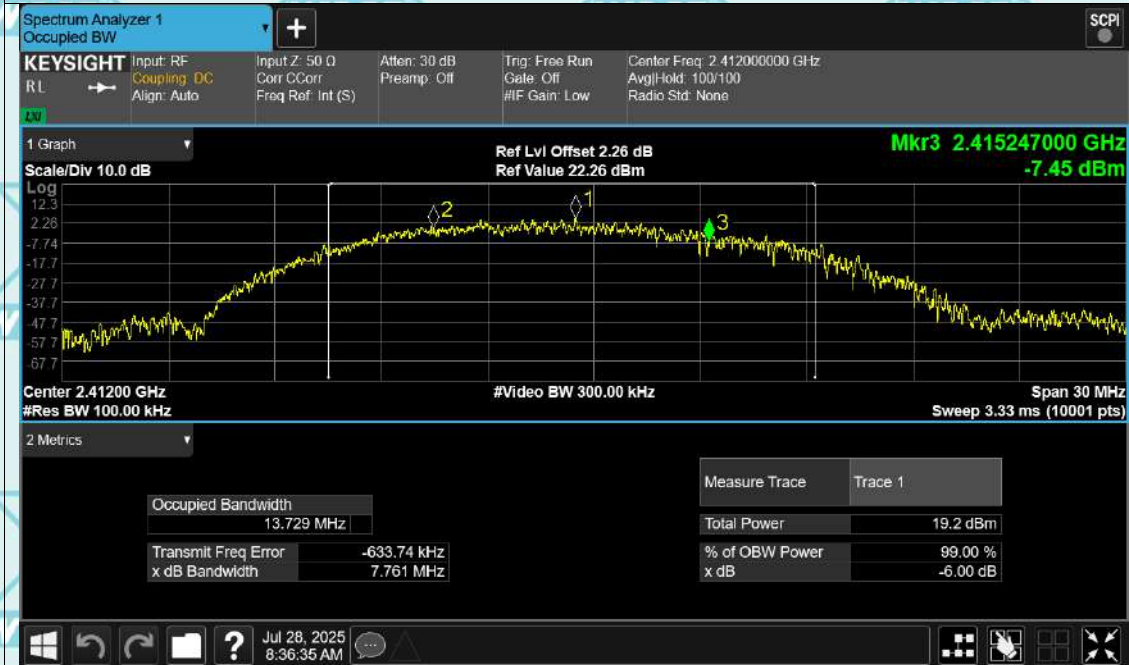 Spectrum Analyzer 1
Occupied BW
+
SCPI
KEYSIGHT Input: RF Input Z: 50 Ω Atten: 30 dB Trig: Free Run Center Freq: 2.412000000 GHz
RL Coupling: DC Corr CCorr Preamp: Off Gate: Off Avg|Hold: 100/100
Align: Auto Freq Ref: Int (S) #IF Gain: Low Radio Std: None
LXI
1 Graph Ref Lvl Offset 2.26 dB Mkr3 2.415247000 GHz
Scale/Div 10.0 dB Ref Value 22.26 dBm -7.45 dBm
Log
12.3
2.26
-7.74
-17.7
-27.7
-37.7
-47.7
-57.7
-67.7
2 1 3
Center 2.41200 GHz #Video BW 300.00 kHz Span 30 MHz
#Res BW 100.00 kHz Sweep 3.33 ms (10001 pts)
2 Metrics
Measure Trace Trace 1
Occupied Bandwidth
13.729 MHz Total Power 19.2 dBm
Transmit Freq Error -633.74 kHz % of OBW Power 99.00 %
x dB Bandwidth 7.761 MHz x dB -6.00 dB
? Jul 28, 2025
8:36:35 AM